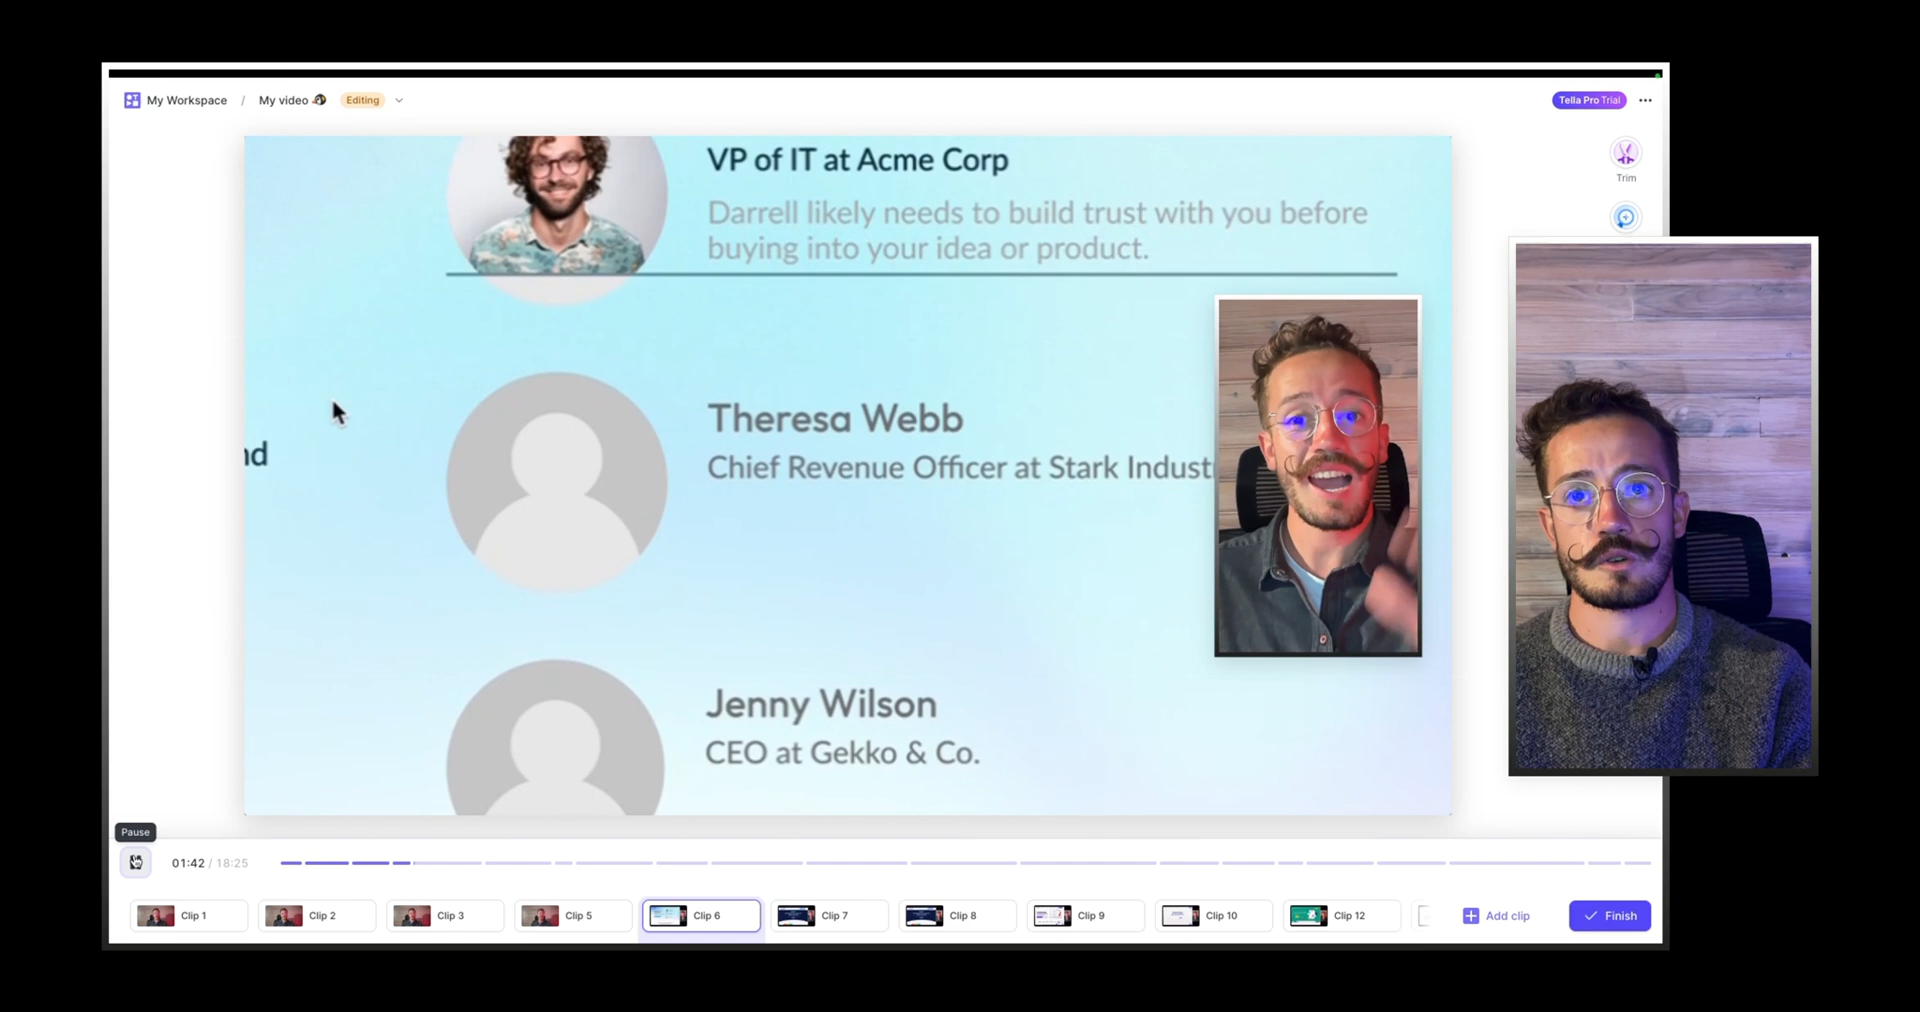 My Workspace / My video Editing
Tella Pro Trial
Trim
VP of IT at Acme Corp
Darrell likely needs to build trust with you before
buying into your idea or product.
nd
Theresa Webb
Chief Revenue Officer at Stark Industr
Jenny Wilson
CEO at Gekko & Co.
Pause
01:42 / 18:25
Clip 1
Clip 2
Clip 3
Clip 5
Clip 6
Clip 7
Clip 8
Clip 9
Clip 10
Clip 12
Add clip
Finish